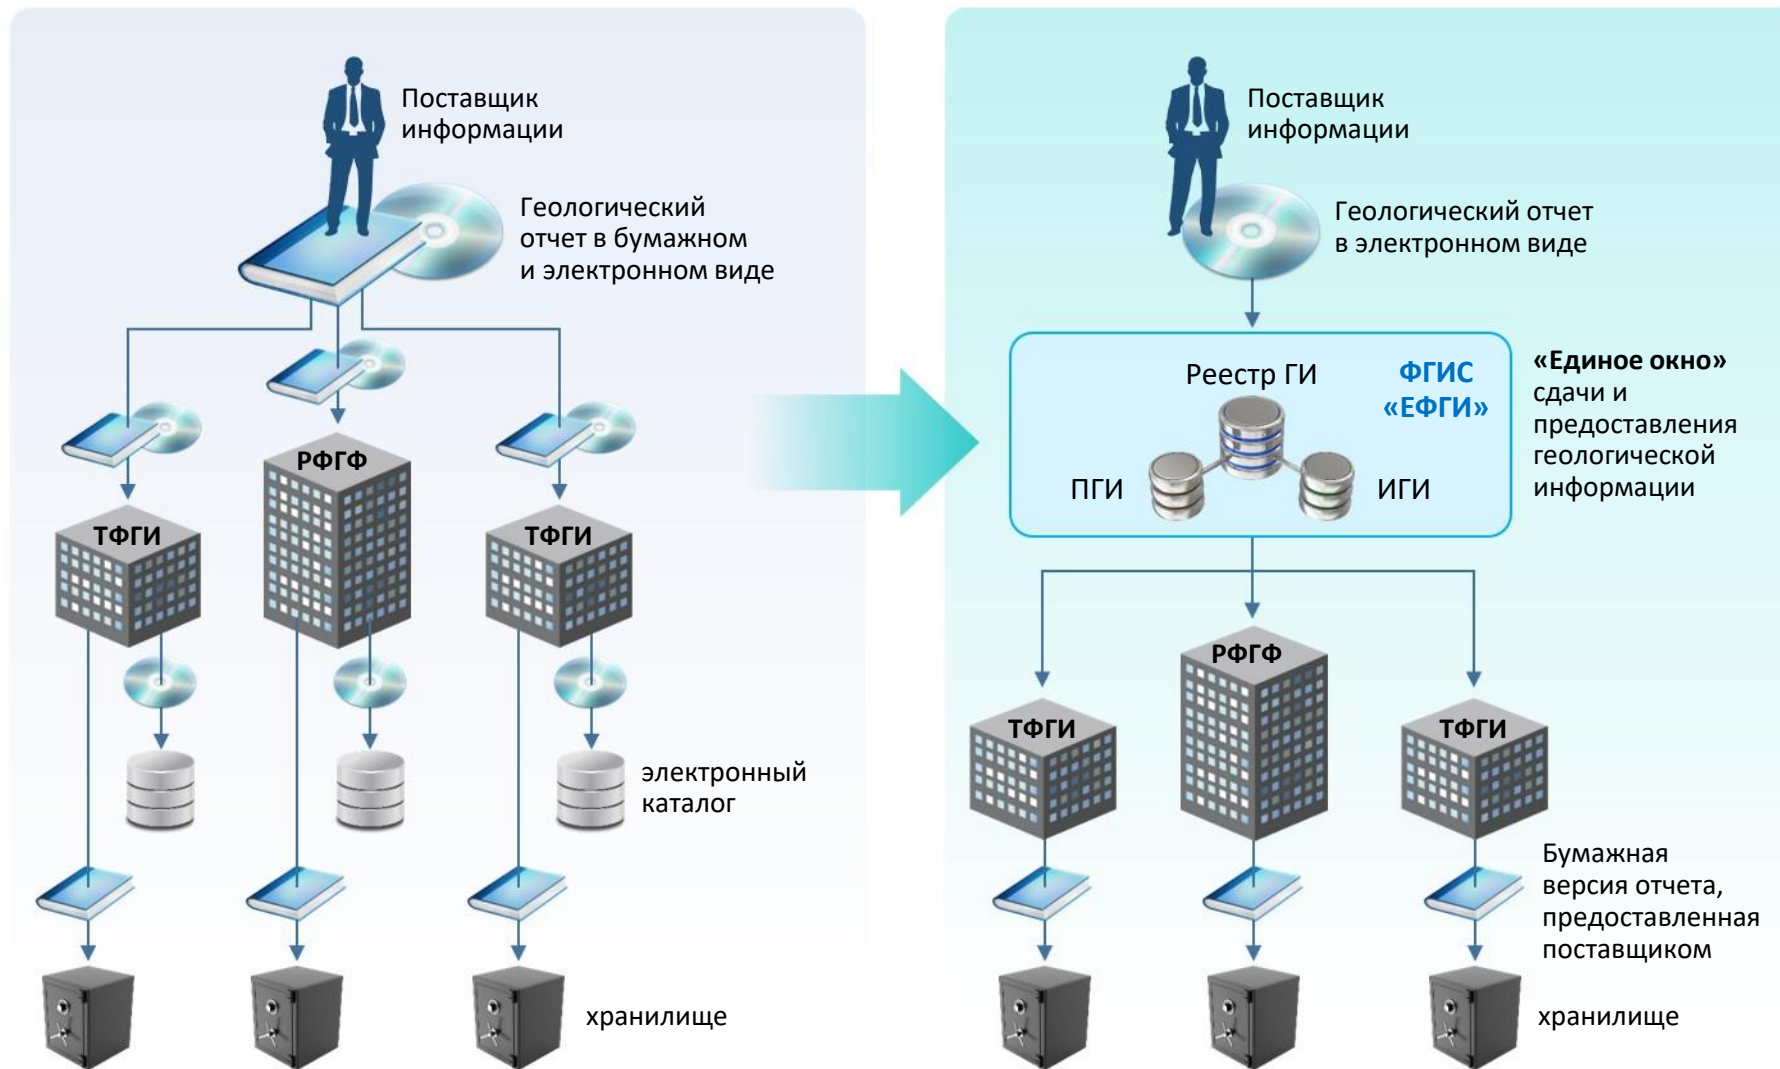 Поставщик
информации
Геологический
отчет в бумажном
и электронном виде
РФГФ
ТФГИ
ТФГИ
электронный
каталог
хранилище
Поставщик
информации
Геологический отчет
в электронном виде
Реестр ГИ
ФГИС
«ЕФГИ»
ПГИ
ИГИ
«Единое окно»
сдачи и
предоставления
геологической
информации
РФГФ
ТФГИ
ТФГИ
Бумажная
версия отчета,
предоставленная
поставщиком
хранилище